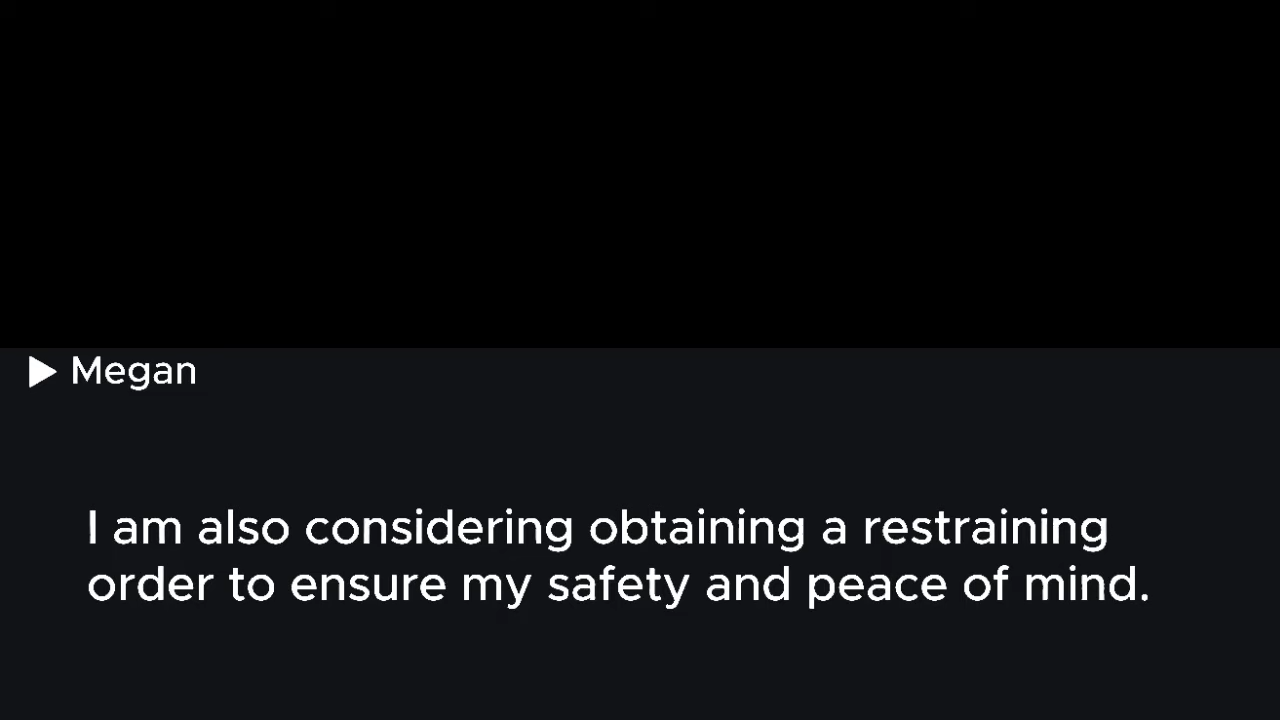 Megan
I am also considering obtaining a restraining
order to ensure my safety and peace of mind.